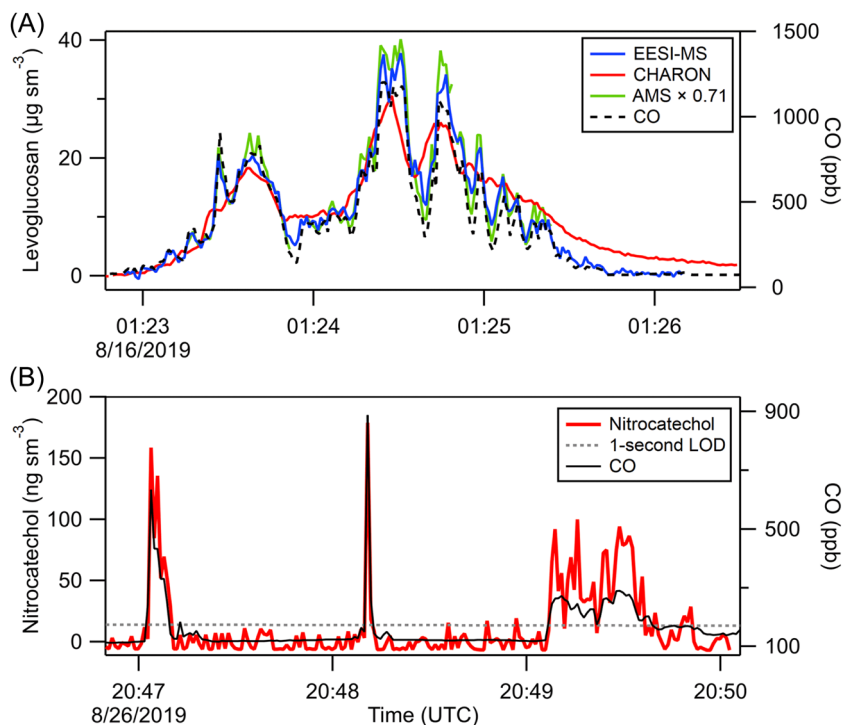 (A)
Levoglucosan (µg sm⁻³)
40
20
0
1500
1000
500
0
CO (ppb)
EESI-MS
CHARON
AMS × 0.71
CO
01:23
01:24
01:25
01:26
8/16/2019
(B)
Nitrocatechol (ng sm⁻³)
200
150
100
50
0
900
500
100
CO (ppb)
Nitrocatechol
1-second LOD
CO
20:47
20:48
20:49
20:50
8/26/2019
Time (UTC)